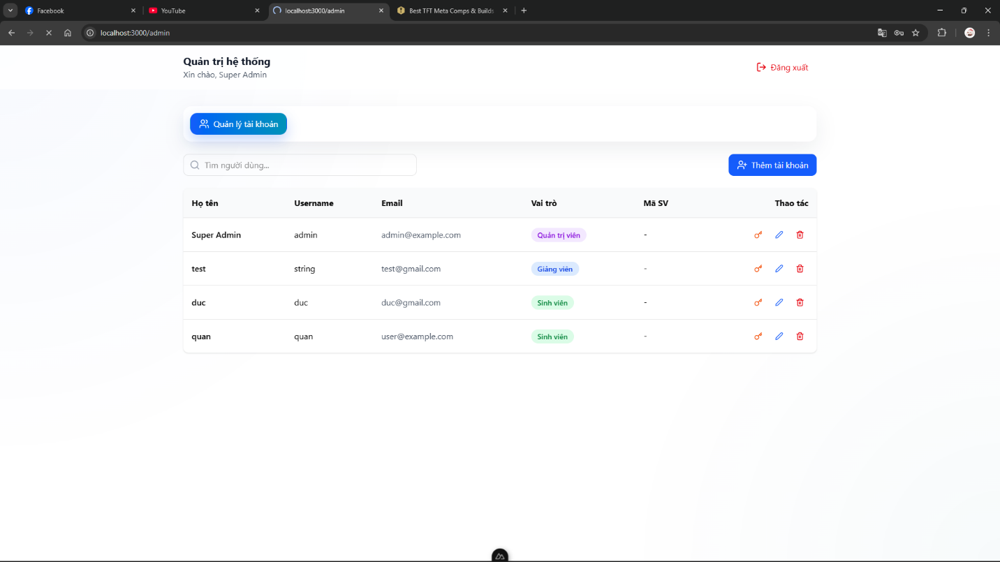 Facebook
YouTube
localhost:3000/admin
Best TFT Meta Comps & Builds
localhost:3000/admin
Quản trị hệ thống
Xin chào, Super Admin
Đăng xuất
Quản lý tài khoản
Tìm người dùng...
Thêm tài khoản
Họ tên Username Email Vai trò Mã SV Thao tác
Super Admin admin admin@example.com Quản trị viên -
test string test@gmail.com Giảng viên -
duc duc duc@gmail.com Sinh viên -
quan quan user@example.com Sinh viên -